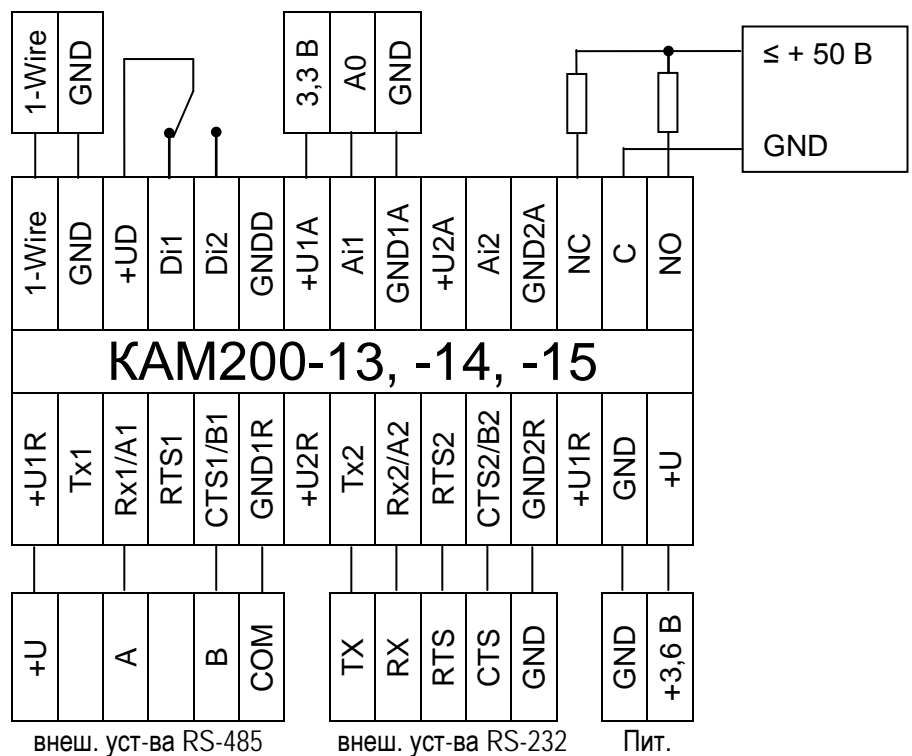 1-Wire GND
3,3 В A0 GND
≤ + 50 В
GND
1-Wire GND +UD Di1 Di2 GNDD +U1A Ai1 GND1A +U2A Ai2 GND2A NC C NO
КАМ200-13, -14, -15
+U1R Tx1 Rx1/A1 RTS1 CTS1/B1 GND1R +U2R Tx2 Rx2/A2 RTS2 CTS2/B2 GND2R +U1R GND +U
+U A B COM
TX RX RTS CTS GND
GND +3,6 В
внеш. уст-ва RS-485
внеш. уст-ва RS-232
Пит.